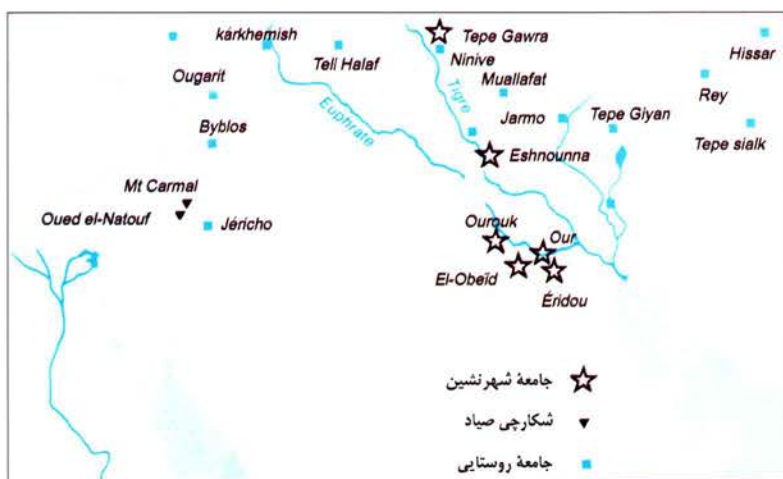 kárkhemish
Tepe Gawra
Hissar
Ninive
Tell Halaf
Ougarit
Muallafat
Rey
Tigre
Euphrate
Jarmo
Tepe Giyan
Byblos
Tepe sialk
Eshnounna
Mt Carmal
Oued el-Natouf
Jéricho
Ourouk
Our
El-Obeïd
Éridou
جامعهٔ شهرنشین
شکارچی صیاد
جامعهٔ روستایی